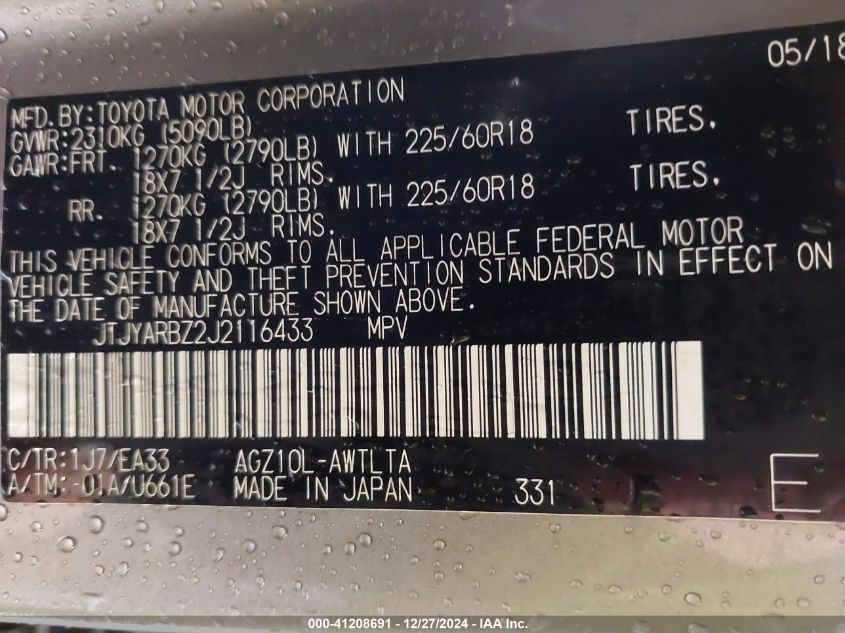 05/18
MFD.BY:TOYOTA MOTOR CORPORATION
GVWR:2310KG (5090LB)
GAWR:FRT. 1270KG (2790LB) WITH 225/60R18 TIRES.
18X7 1/2J RIMS.
RR. 1270KG (2790LB) WITH 225/60R18 TIRES.
18X7 1/2J RIMS.
THIS VEHICLE CONFORMS TO ALL APPLICABLE FEDERAL MOTOR
VEHICLE SAFETY AND THEFT PREVENTION STANDARDS IN EFFECT ON
THE DATE OF MANUFACTURE SHOWN ABOVE.
JTJYARBZ2J2116433 MPV
C/TR:1J7/EA33 AGZ10L-AWTLTA
A/TM:-01A/U661E MADE IN JAPAN 331 E
000-41208691 - 12/27/2024 - IAA Inc.